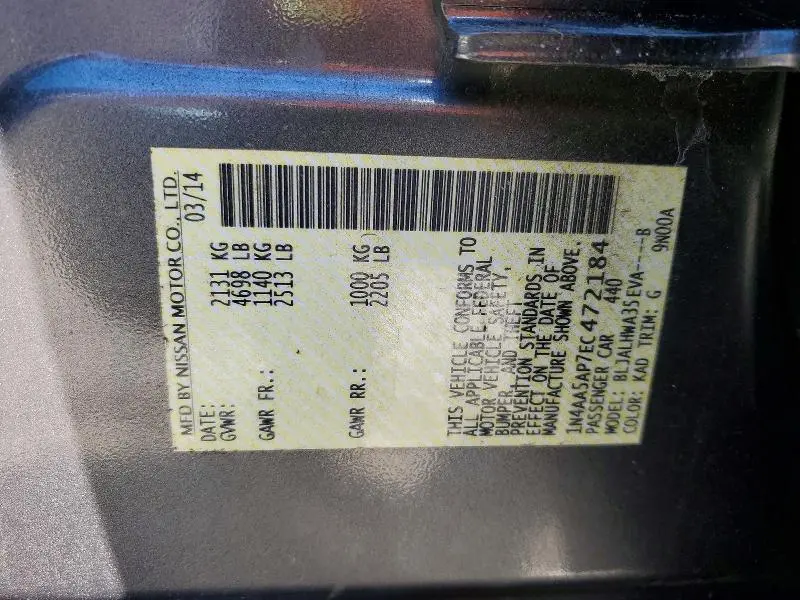 MFD BY NISSAN MOTOR CO., LTD.
DATE: 03/14
GVWR: 2131 KG
4698 LB
GAWR FR.: 1140 KG
2513 LB
GAWR RR.: 1000 KG
2205 LB
THIS VEHICLE CONFORMS TO
ALL APPLICABLE FEDERAL
MOTOR VEHICLE SAFETY,
BUMPER, AND THEFT
PREVENTION STANDARDS IN
EFFECT ON THE DATE OF
MANUFACTURE SHOWN ABOVE.
1N4AA5AP7EC472184
PASSENGER CAR 440
MODEL: BLJALHWA35EVA----B
COLOR: KAD TRIM: G 9N00A